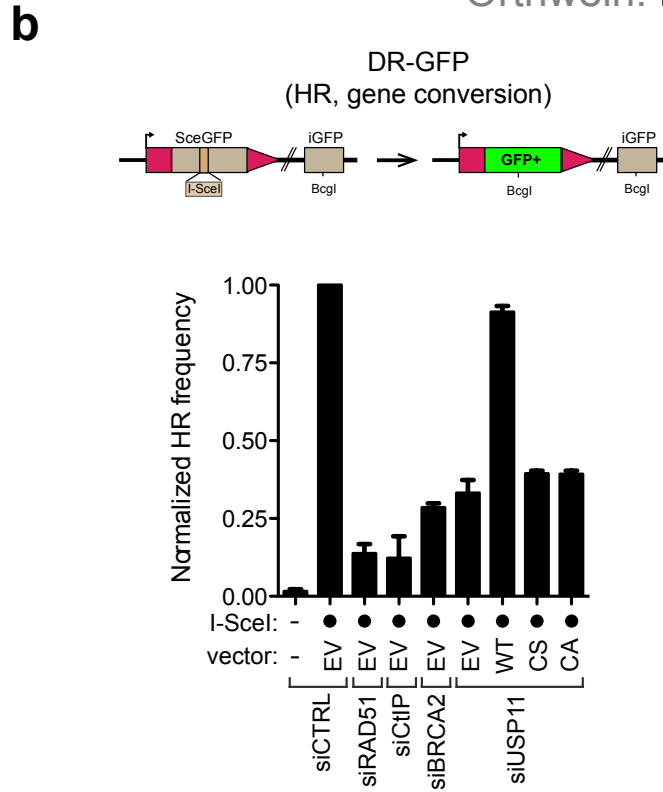 b
DR-GFP
(HR, gene conversion)
SceGFP
iGFP
I-SceI
BcgI
GFP+
iGFP
BcgI
BcgI
Normalized HR frequency
1.00
0.75
0.50
0.25
0.00
I-SceI: -
vector: - EV EV EV EV EV WT CS CA
siCTRL siRAD51 siCtIP siBRCA2 siUSP11